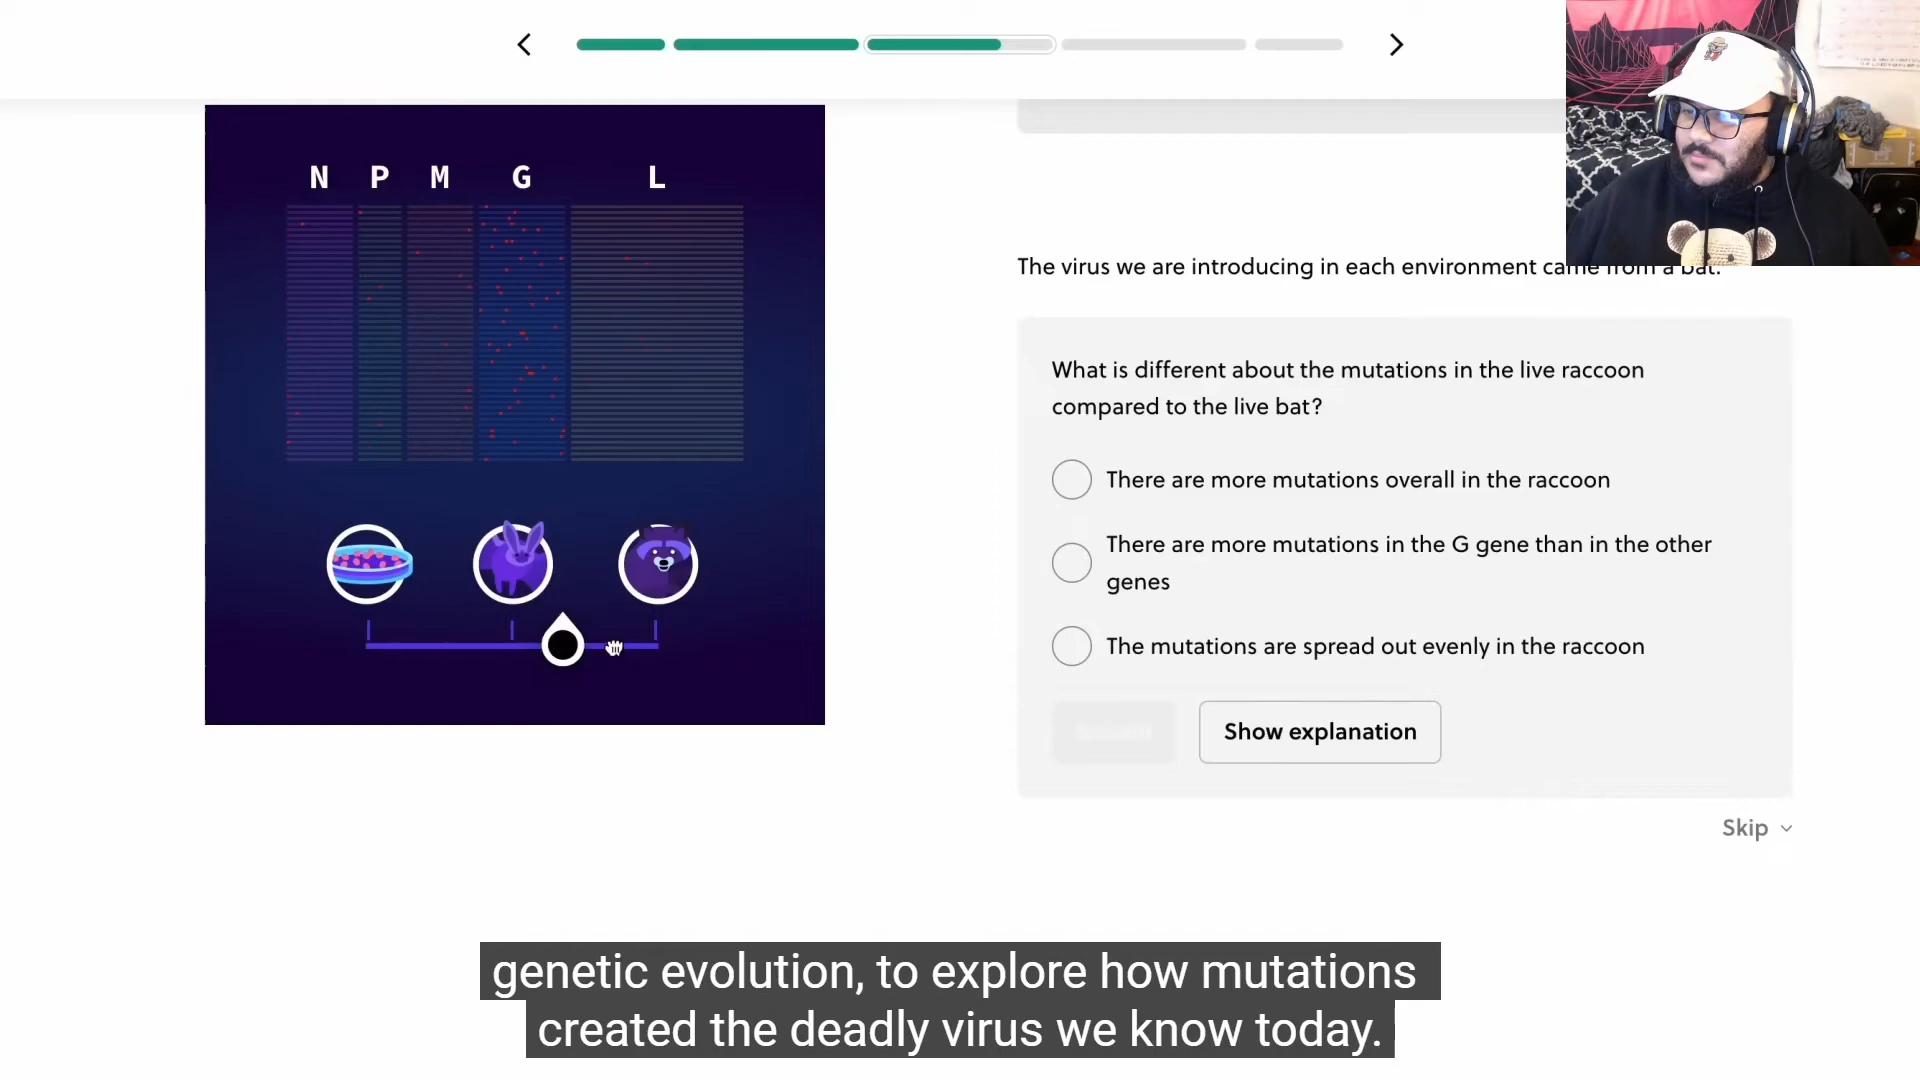 N P M G L
The virus we are introducing in each environment came from a bat.
What is different about the mutations in the live raccoon
compared to the live bat?
There are more mutations overall in the raccoon
There are more mutations in the G gene than in the other
genes
The mutations are spread out evenly in the raccoon
Show explanation
Skip
genetic evolution, to explore how mutations
created the deadly virus we know today.